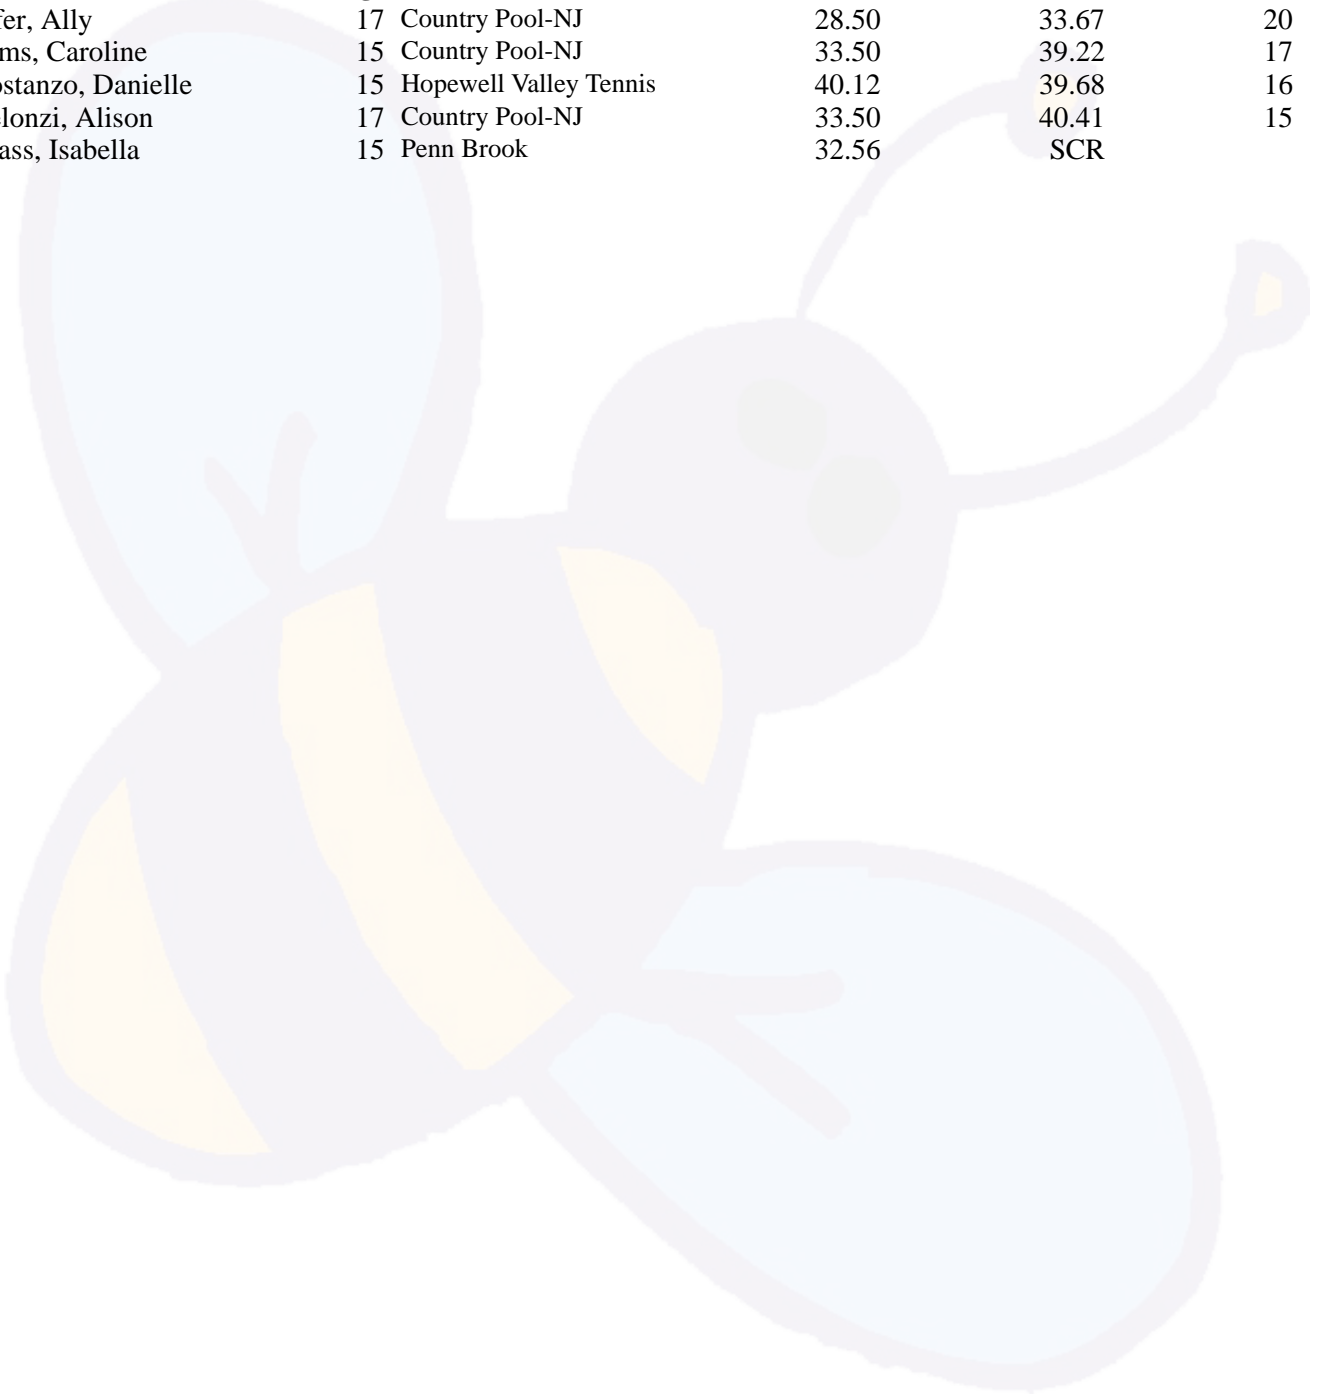 fer, Ally 17 Country Pool-NJ 28.50 33.67 20
ms, Caroline 15 Country Pool-NJ 33.50 39.22 17
ostanzo, Danielle 15 Hopewell Valley Tennis 40.12 39.68 16
elonzi, Alison 17 Country Pool-NJ 33.50 40.41 15
ass, Isabella 15 Penn Brook 32.56 SCR